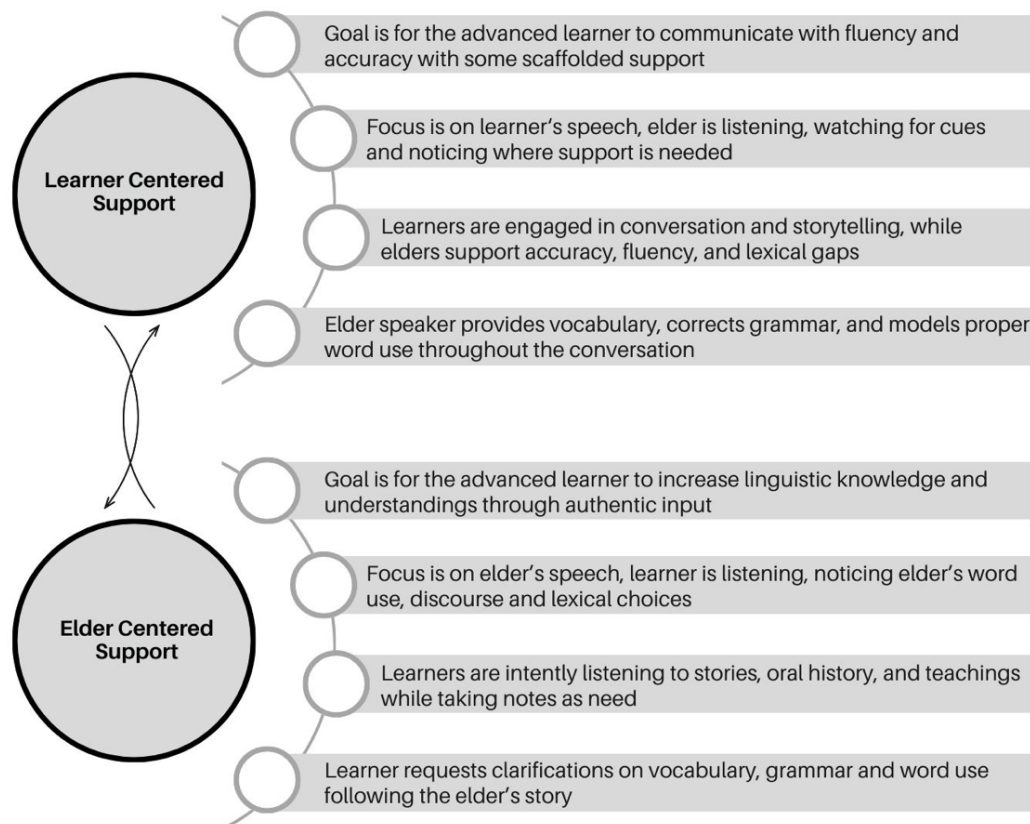 Learner Centered
Support
Goal is for the advanced learner to communicate with fluency and
accuracy with some scaffolded support
Focus is on learner's speech, elder is listening, watching for cues
and noticing where support is needed
Learners are engaged in conversation and storytelling, while
elders support accuracy, fluency, and lexical gaps
Elder speaker provides vocabulary, corrects grammar, and models proper
word use throughout the conversation
Elder Centered
Support
Goal is for the advanced learner to increase linguistic knowledge and
understandings through authentic input
Focus is on elder's speech, learner is listening, noticing elder's word
use, discourse and lexical choices
Learners are intently listening to stories, oral history, and teachings
while taking notes as need
Learner requests clarifications on vocabulary, grammar and word use
following the elder's story